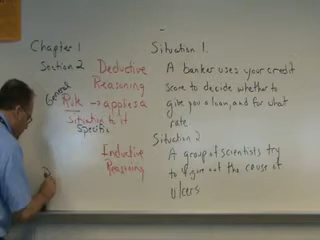 Chapter 1
Section 2 Deductive
Reasoning
General
Rule → applies a
Situation to it
Specific
Inductive
Reasoning
Situation 1.
A banker uses your credit
score to decide whether to
give you a loan, and for what
rate.
Situation 2
A group of scientists try
to figure out the cause of
ulcers